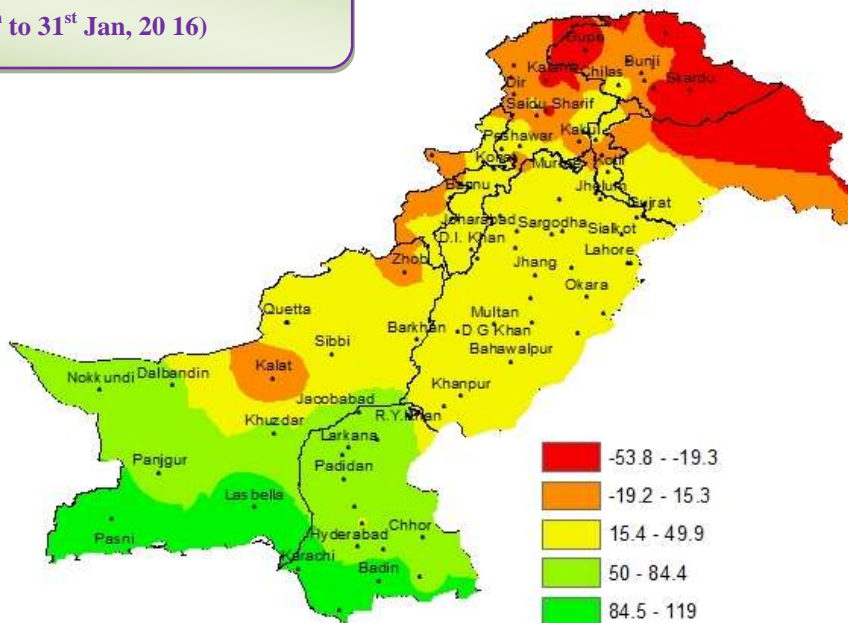 to 31st Jan, 20 16)
Gupis
Bunji
Chilas
Skardu
Dir
Saidu Sharif
Peshawar
Kakul
Kotli
Bannu
Jhelum
Gujrat
Joharabad
Sargodha
Sialkot
D.I. Khan
Lahore
Zhob
Jhang
Okara
Quetta
Multan
Barkhan
D G Khan
Sibbi
Bahawalpur
Nokkundi
Dalbandin
Kalat
Khanpur
Jacobabad
R.Y.Khan
Khuzdar
Larkana
Panjgur
Padidan
Lasbella
Chhor
Pasni
Hyderabad
Karachi
Badin
-53.8 - -19.3
-19.2 - 15.3
15.4 - 49.9
50 - 84.4
84.5 - 119